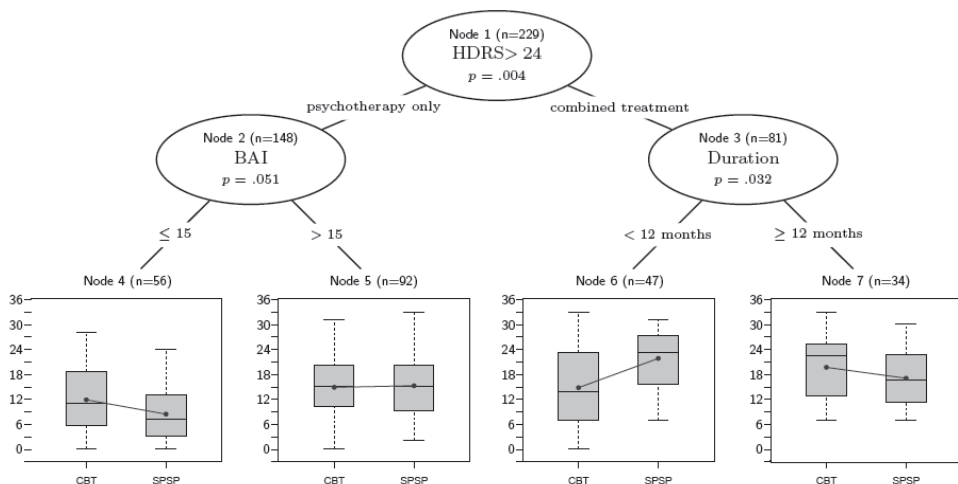 Node 1 (n=229)
HDRS> 24
p = .004
psychotherapy only
combined treatment
Node 2 (n=148)
BAI
p = .051
Node 3 (n=81)
Duration
p = .032
≤ 15
> 15
< 12 months
≥ 12 months
Node 4 (n=56)
36
30
24
18
12
6
0
CBT
SPSP
Node 5 (n=92)
36
30
24
18
12
6
0
CBT
SPSP
Node 6 (n=47)
36
30
24
18
12
6
0
CBT
SPSP
Node 7 (n=34)
36
30
24
18
12
6
0
CBT
SPSP